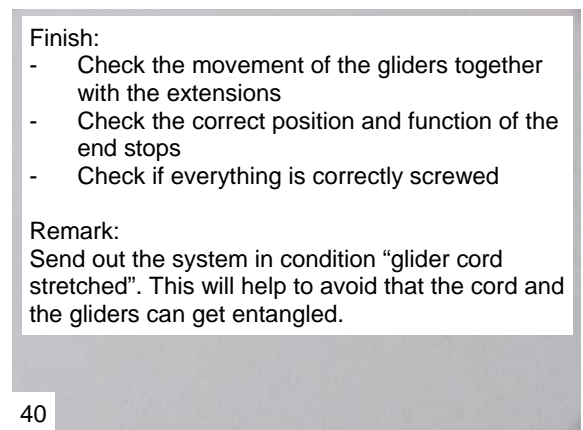 Finish:
- Check the movement of the gliders together
with the extensions
- Check the correct position and function of the
end stops
- Check if everything is correctly screwed
Remark:
Send out the system in condition “glider cord
stretched”. This will help to avoid that the cord and
the gliders can get entangled.
40